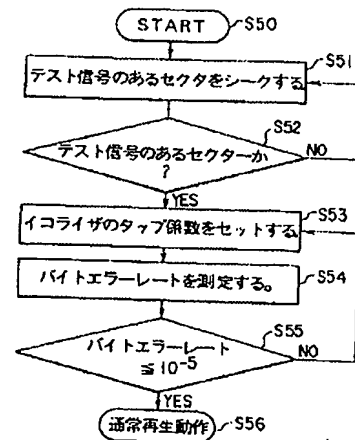 START
S50
S51
テスト信号のあるセクタをシークする
S52
テスト信号のあるセクターか
?
NO
YES
S53
イコライザのタップ係数をセットする。
S54
バイトエラーレートを測定する。
S55
バイトエラーレート
≦10-5
NO
YES
通常再生動作
S56